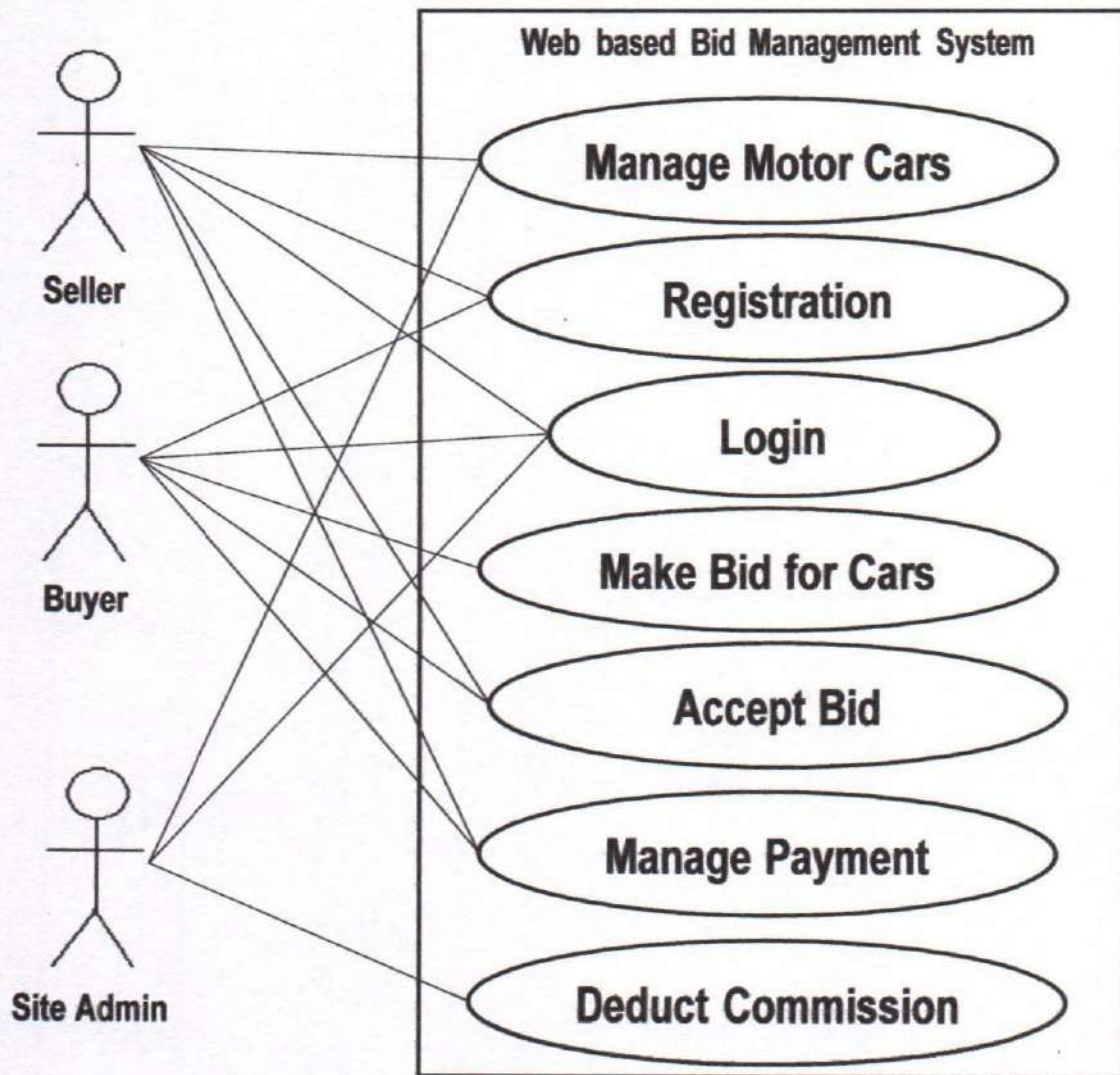 Web based Bid Management System
Manage Motor Cars
Seller
Registration
Login
Buyer
Make Bid for Cars
Accept Bid
Manage Payment
Site Admin
Deduct Commission